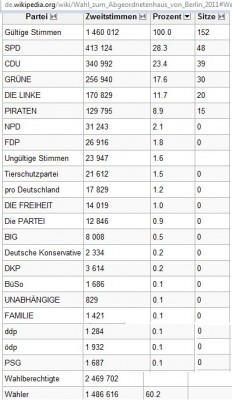 de.wikipedia.org/wiki/Wahl_zum_Abgeordnetenhaus_von_Berlin_2011#We
Partei Zweitstimmen Prozent Sitze
Gültige Stimmen 1 460 012 100.0 152
SPD 413 124 28.3 48
CDU 340 992 23.4 39
GRÜNE 256 940 17.6 30
DIE LINKE 170 829 11.7 20
PIRATEN 129 795 8.9 15
NPD 31 243 2.1 0
FDP 26 916 1.8 0
Ungültige Stimmen 23 947 1.6
Tierschutzpartei 21 612 1.5 0
pro Deutschland 17 829 1.2 0
DIE FREIHEIT 14 019 1.0 0
Die PARTEI 12 846 0.9 0
BIG 8 008 0.5 0
Deutsche Konservative 2 334 0.2 0
DKP 3 614 0.2 0
BüSo 1 686 0.1 0
UNABHÄNGIGE 829 0.1 0
FAMILIE 1 421 0.1 0
ddp 1 284 0.1 0
ödp 1 932 0.1 0
PSG 1 687 0.1 0
Wahlberechtigte 2 469 702
Wähler 1 486 616 60.2